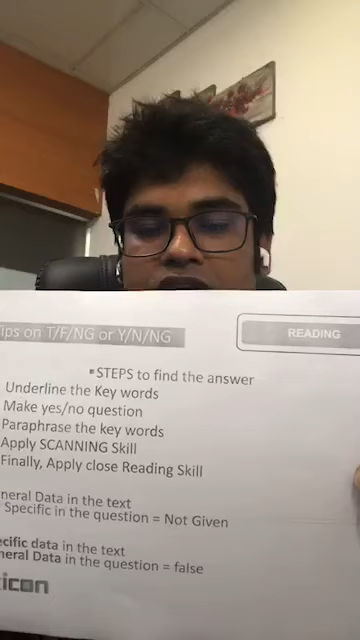 ips on T/F/NG or Y/N/NG
READING
▪STEPS to find the answer
Underline the Key words
Make yes/no question
Paraphrase the key words
Apply SCANNING Skill
Finally, Apply close Reading Skill
neral Data in the text
Specific in the question = Not Given
ecific data in the text
neral Data in the question = false
icon